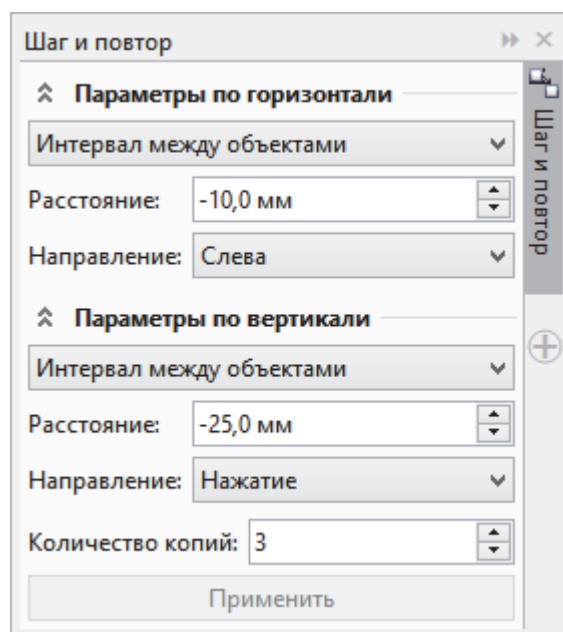 Шаг и повтор
Параметры по горизонтали
Интервал между объектами
Расстояние: -10,0 мм
Направление: Слева
Параметры по вертикали
Интервал между объектами
Расстояние: -25,0 мм
Направление: Нажатие
Количество копий: 3
Применить
Шаг и повтор